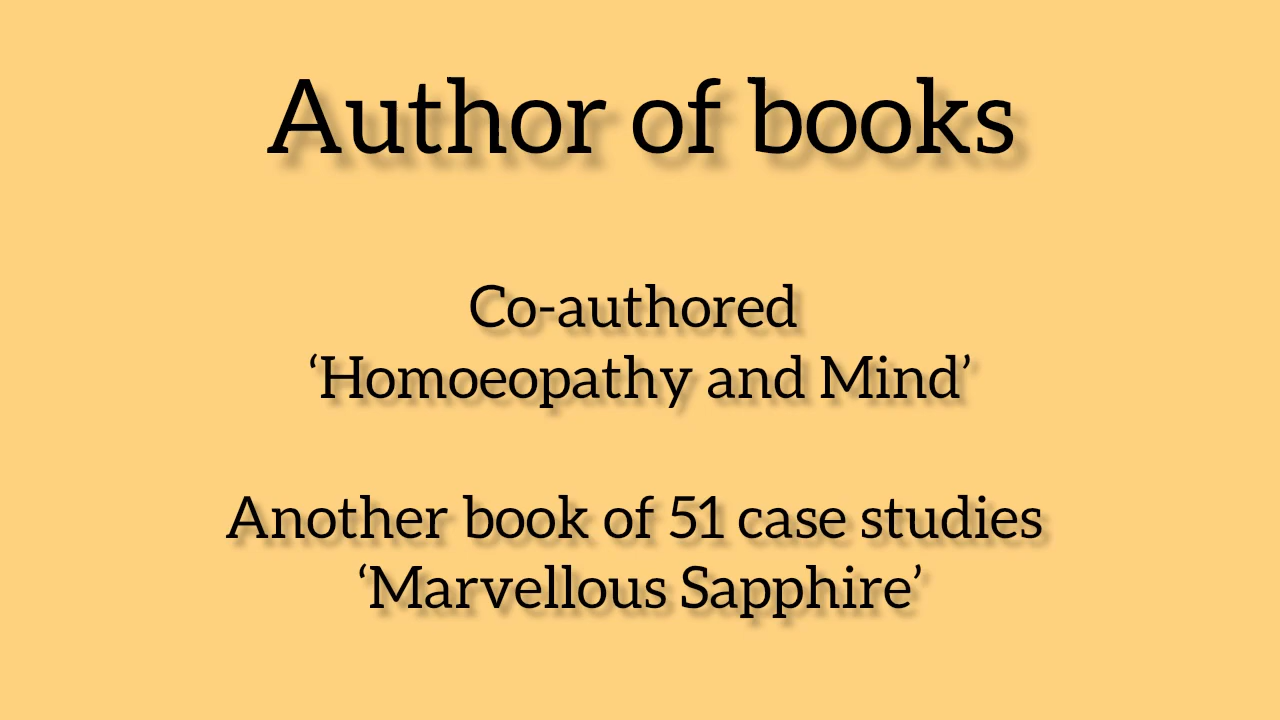 Author of books
Co-authored
‘Homoeopathy and Mind’
Another book of 51 case studies
‘Marvellous Sapphire’